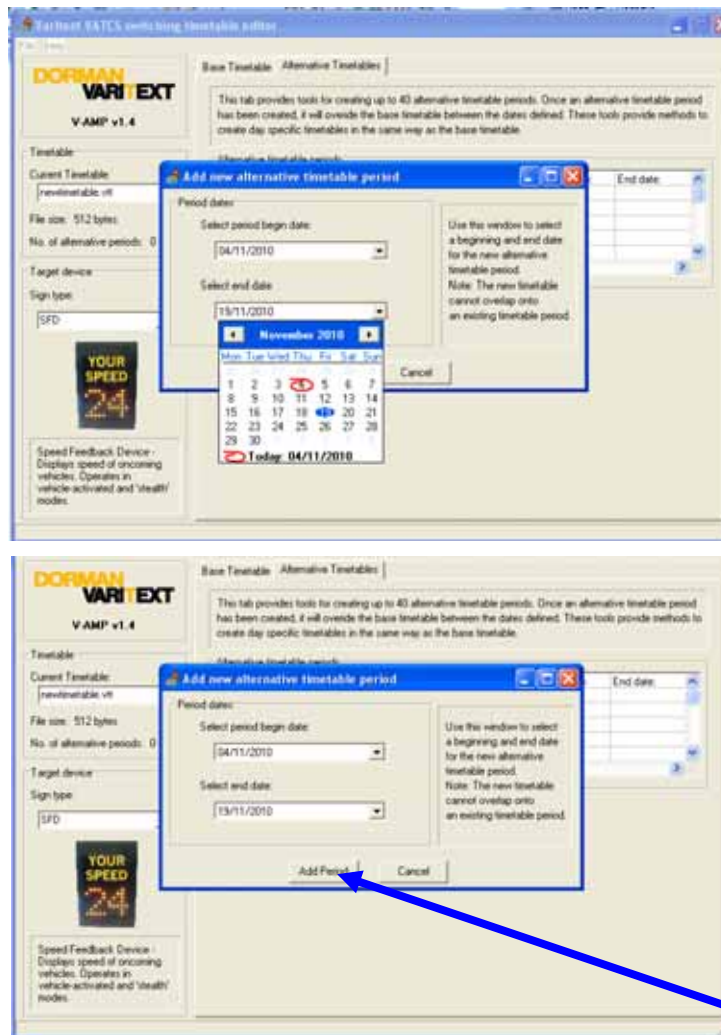 Varitext VATCS switching timetable editor
DORMAN
VARITEXT
V-AMP v1.4
Base Timetable Alternative Timetables
This tab provides tools for creating up to 40 alternative timetable periods. Once an alternative timetable period
has been created, it will overide the base timetable between the dates defined. These tools provide methods to
create day specific timetables in the same way as the base timetable.
Timetable
Current Timetable:
newtimetable.vtt
File size: 512 bytes
No. of alternative periods: 0
Target device
Sign type:
SFD
YOUR
SPEED
24
Speed Feedback Device -
Displays speed of oncoming
vehicles. Operates in
vehicle-activated and 'stealth'
modes.
Alternative timetable periods
End date:
Add new alternative timetable period
Period dates:
Select period begin date:
04/11/2010
Select end date:
19/11/2010
November 2010
Mon Tue Wed Thu Fri Sat Sun
1 2 3 4 5 6 7
8 9 10 11 12 13 14
15 16 17 18 19 20 21
22 23 24 25 26 27 28
29 30
Today: 04/11/2010
Use this window to select
a beginning and end date
for the new alternative
timetable period.
Note: The new timetable
cannot overlap onto
an existing timetable period.
Cancel
DORMAN
VARITEXT
V-AMP v1.4
Base Timetable Alternative Timetables
This tab provides tools for creating up to 40 alternative timetable periods. Once an alternative timetable period
has been created, it will overide the base timetable between the dates defined. These tools provide methods to
create day specific timetables in the same way as the base timetable.
Timetable
Current Timetable:
newtimetable.vtt
File size: 512 bytes
No. of alternative periods: 0
Target device
Sign type:
SFD
YOUR
SPEED
24
Speed Feedback Device -
Displays speed of oncoming
vehicles. Operates in
vehicle-activated and 'stealth'
modes.
Alternative timetable periods
End date:
Add new alternative timetable period
Period dates:
Select period begin date:
04/11/2010
Select end date:
19/11/2010
Use this window to select
a beginning and end date
for the new alternative
timetable period.
Note: The new timetable
cannot overlap onto
an existing timetable period.
Add Period Cancel